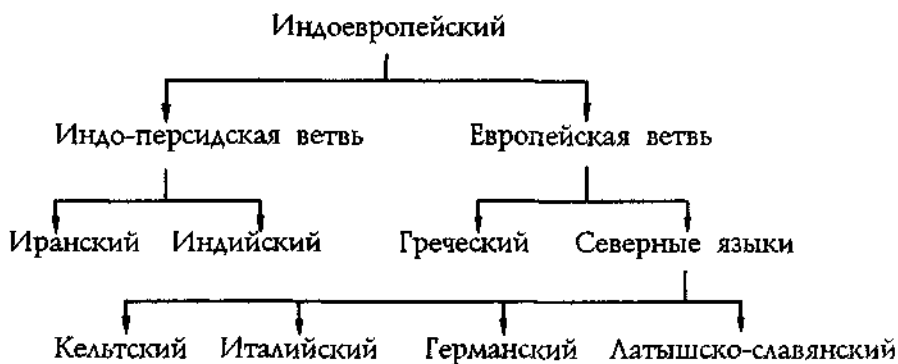 Индоевропейский
Индо-персидская ветвь Европейская ветвь
Иранский Индийский Греческий Северные языки
Кельтский Италийский Германский Латышско-славянский